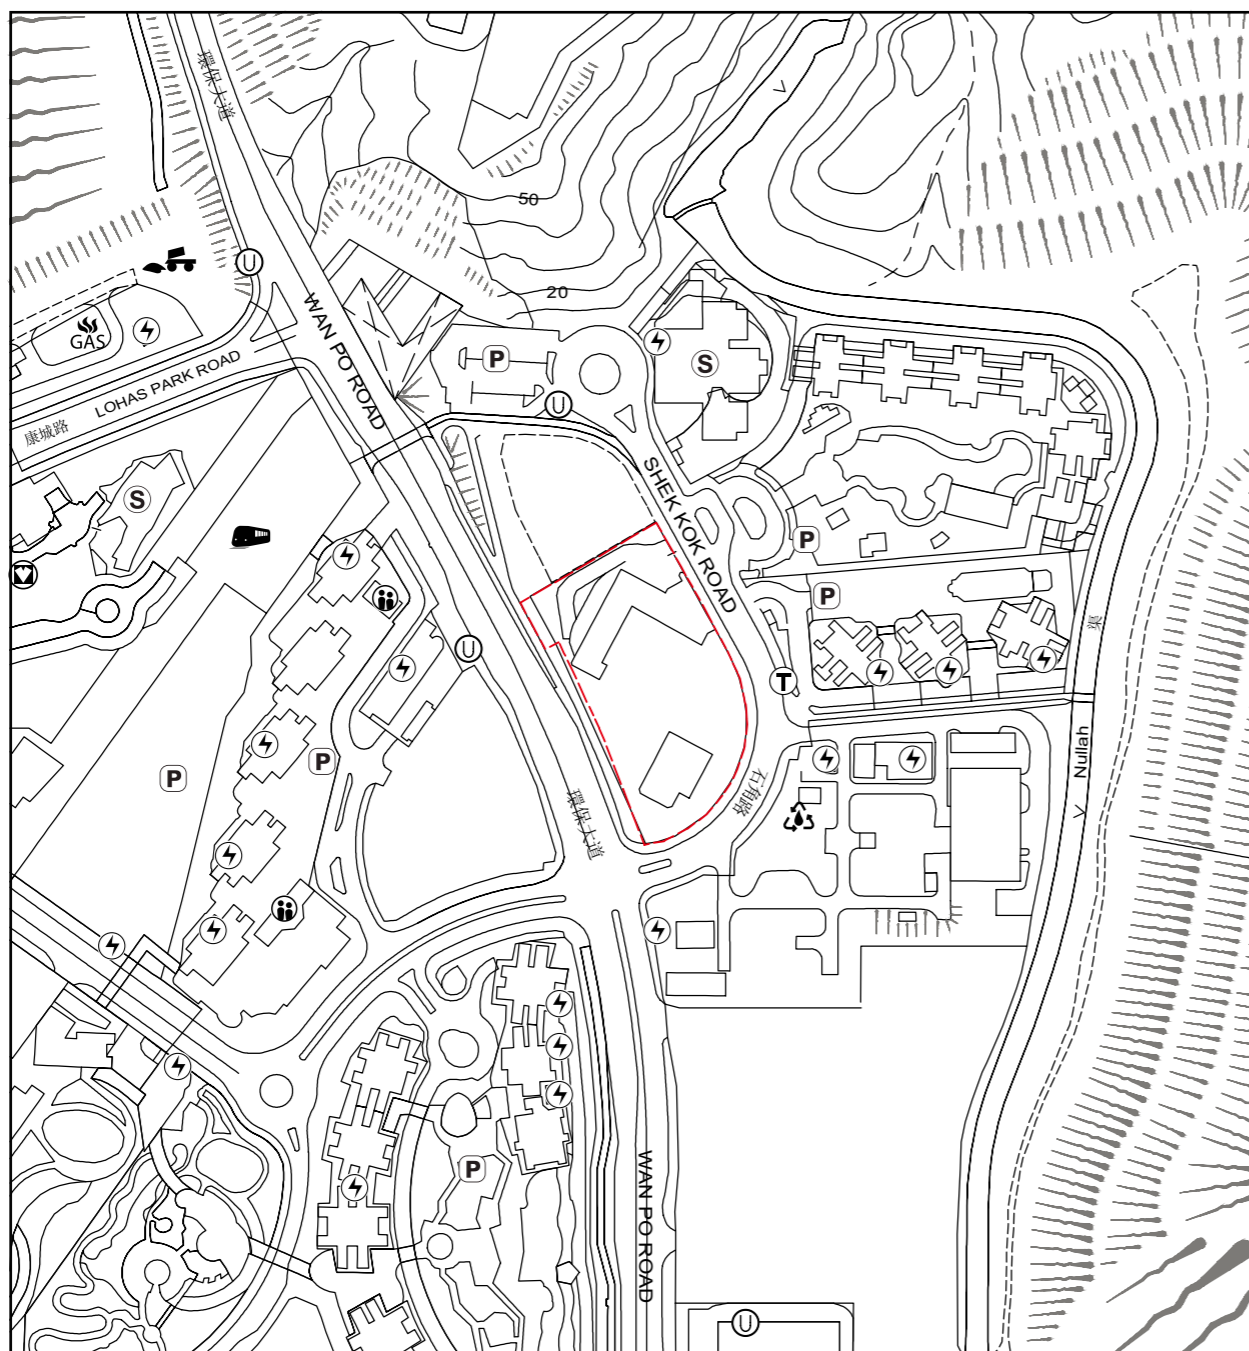 環保大道
50
20
U
WAN PO ROAD
GAS
LOHAS PARK ROAD
康城路
P
S
U
S
SHEK KOK ROAD
P
P
U
T
渠
Nullah
V
V
P
P
石角路
環保大道
P
WAN PO ROAD
U